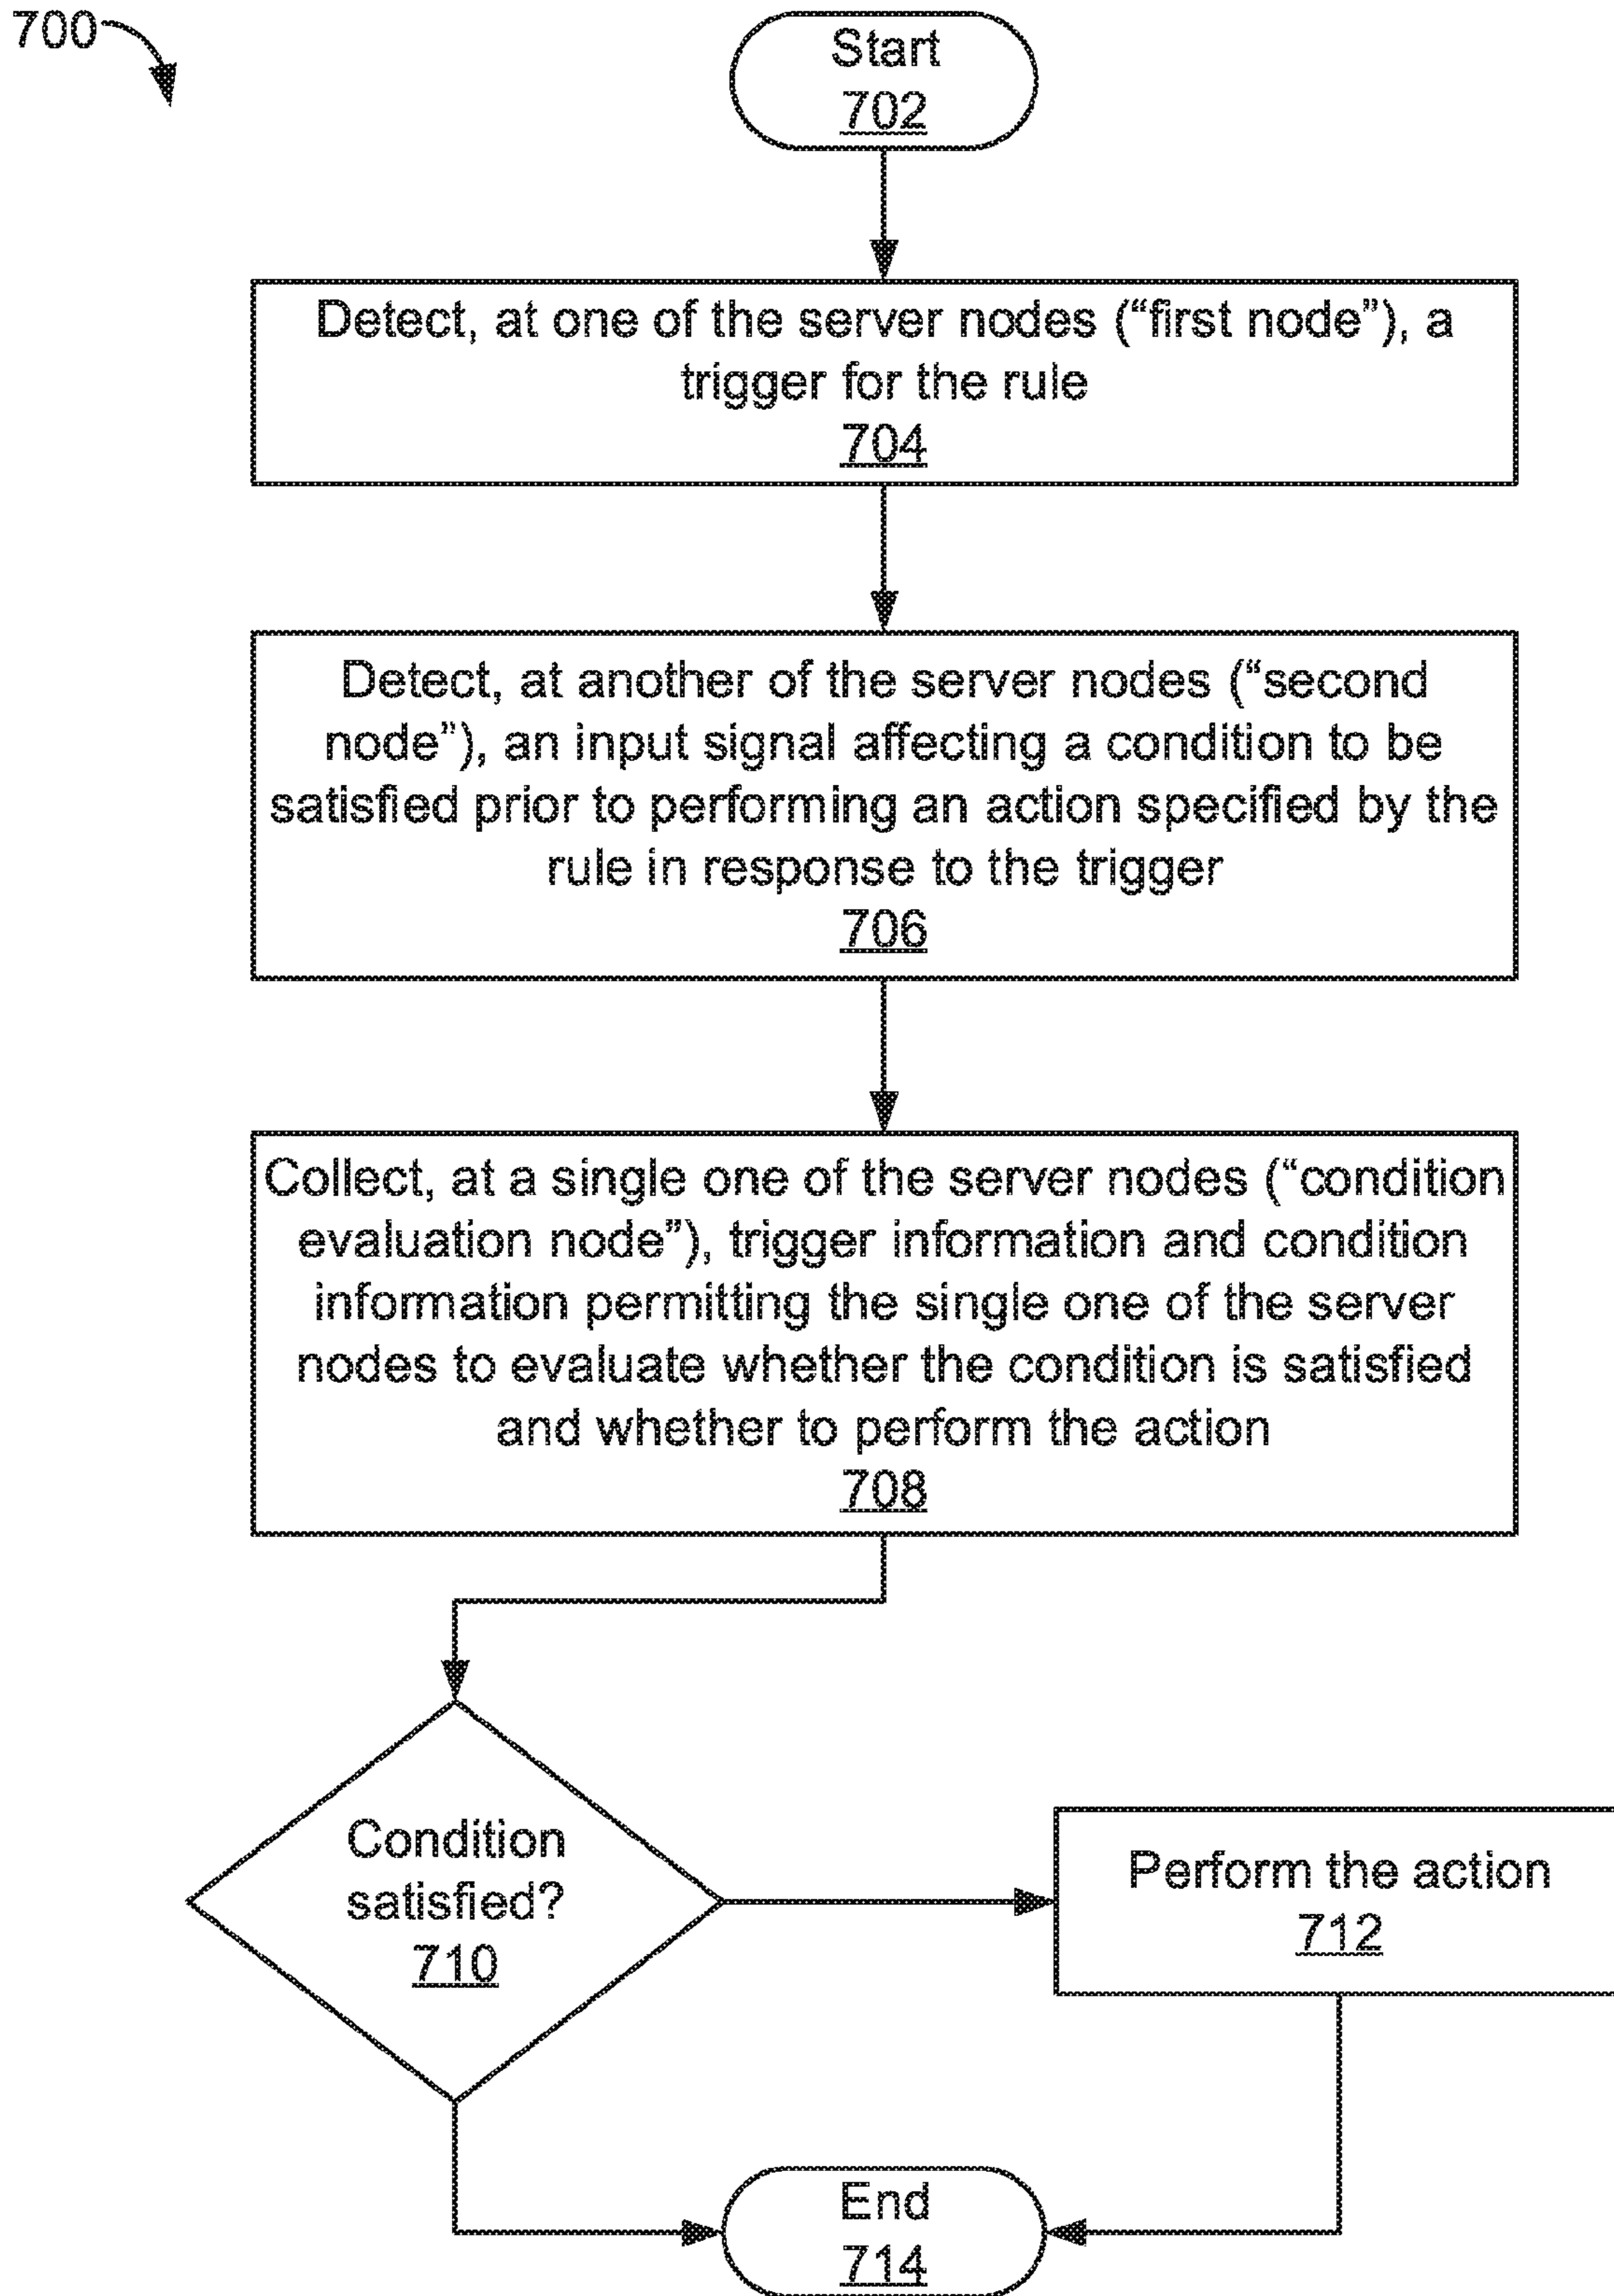 700
Start
702
Detect, at one of the server nodes (“first node”), a
trigger for the rule
704
Detect, at another of the server nodes (“second
node”), an input signal affecting a condition to be
satisfied prior to performing an action specified by the
rule in response to the trigger
706
Collect, at a single one of the server nodes (“condition
evaluation node”), trigger information and condition
information permitting the single one of the server
nodes to evaluate whether the condition is satisfied
and whether to perform the action
708
Condition
satisfied?
710
Perform the action
712
End
714